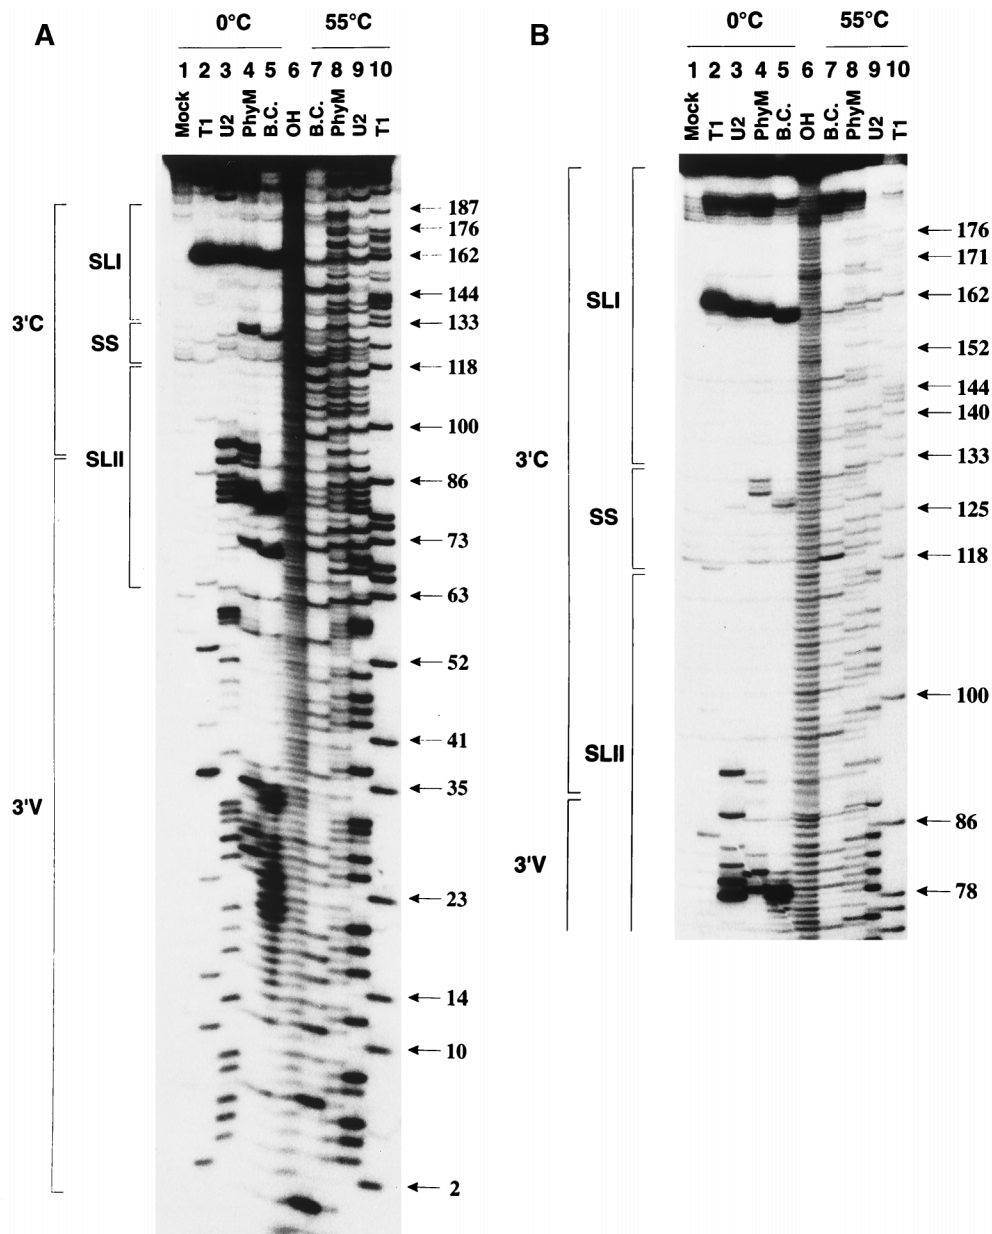 A
0°C 55°C
1 2 3 4 5 6 7 8 9 10
Mock T1 U2 PhyM B.C. OH B.C. PhyM U2 T1
3'C
SLI
SS
SLII
3'V
187
176
162
144
133
118
100
86
73
63
52
41
35
23
14
10
2
B
0°C 55°C
1 2 3 4 5 6 7 8 9 10
Mock T1 U2 PhyM B.C. OH B.C. PhyM U2 T1
3'C
SLI
SS
SLII
3'V
176
171
162
152
144
140
133
125
118
100
86
78